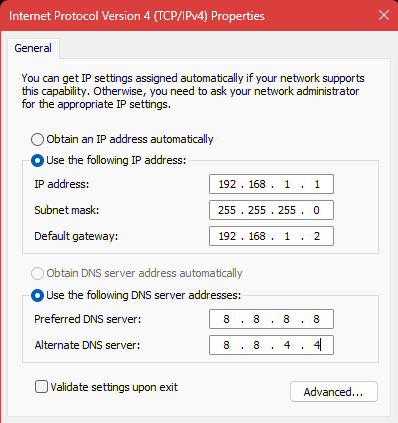 Internet Protocol Version 4 (TCP/IPv4) Properties
General
You can get IP settings assigned automatically if your network supports
this capability. Otherwise, you need to ask your network administrator
for the appropriate IP settings.
Obtain an IP address automatically
Use the following IP address:
IP address: 192 . 168 . 1 . 1
Subnet mask: 255 . 255 . 255 . 0
Default gateway: 192 . 168 . 1 . 2
Obtain DNS server address automatically
Use the following DNS server addresses:
Preferred DNS server: 8 . 8 . 8 . 8
Alternate DNS server: 8 . 8 . 4 . 4
Validate settings upon exit
Advanced...